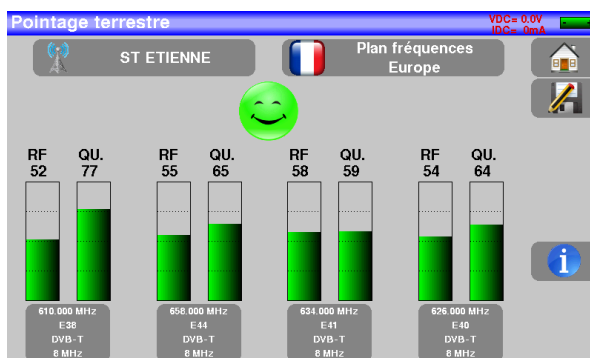 Pointage terrestre
VDC= 0.0V
IDC= 0mA
ST ETIENNE
Plan fréquences
Europe
RF QU. RF QU. RF QU. RF QU.
52 77 55 65 58 59 54 64
610.000 MHz 658.000 MHz 634.000 MHz 626.000 MHz
E38 E44 E41 E40
DVB-T DVB-T DVB-T DVB-T
8 MHz 8 MHz 8 MHz 8 MHz
i